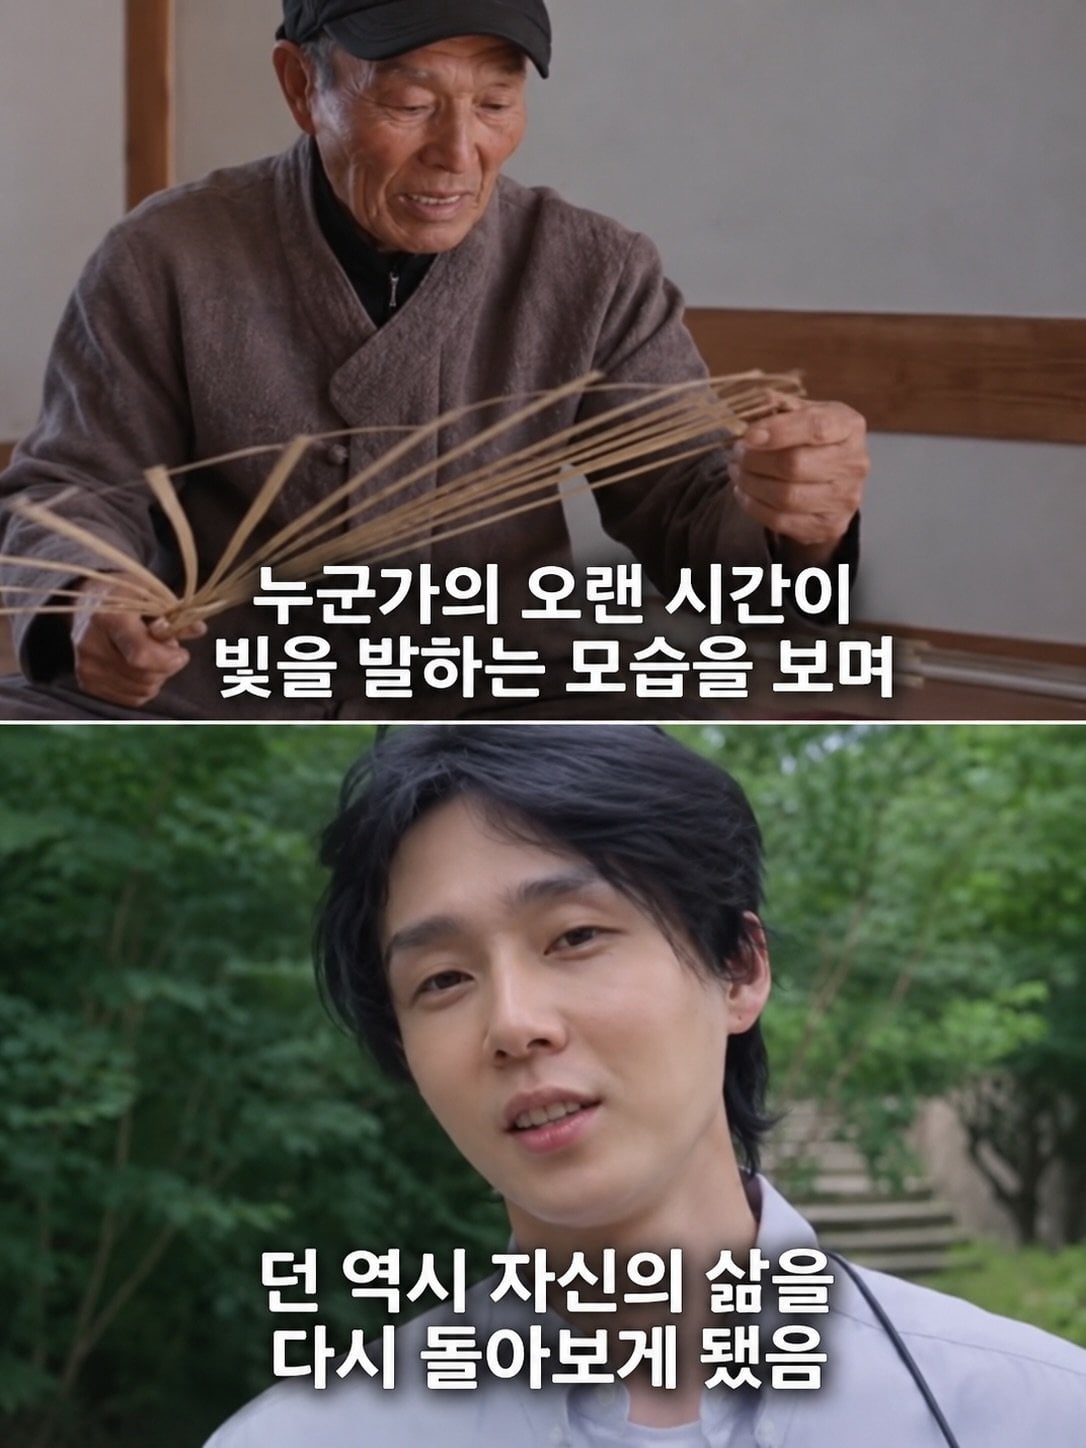 누군가의 오랜 시간이
빛을 발하는 모습을 보며
던 역시 자신의 삶을
다시 돌아보게 됐음